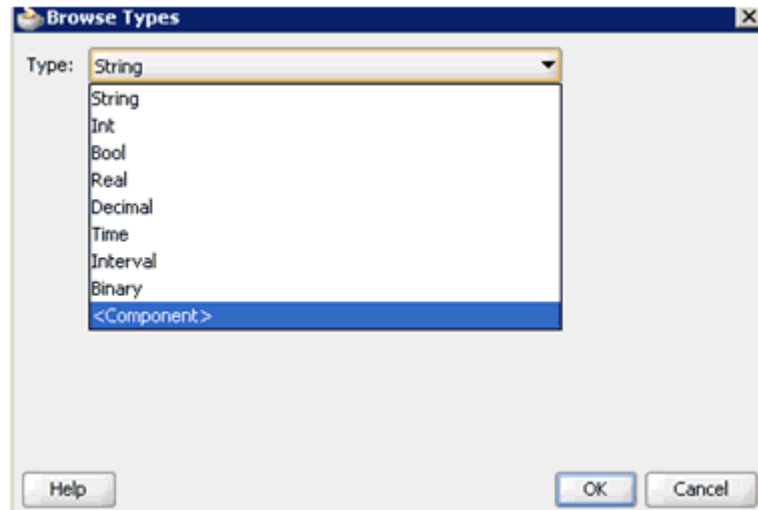 Browse Types
Type: String
String
Int
Bool
Real
Decimal
Time
Interval
Binary
<Component>
Help OK Cancel